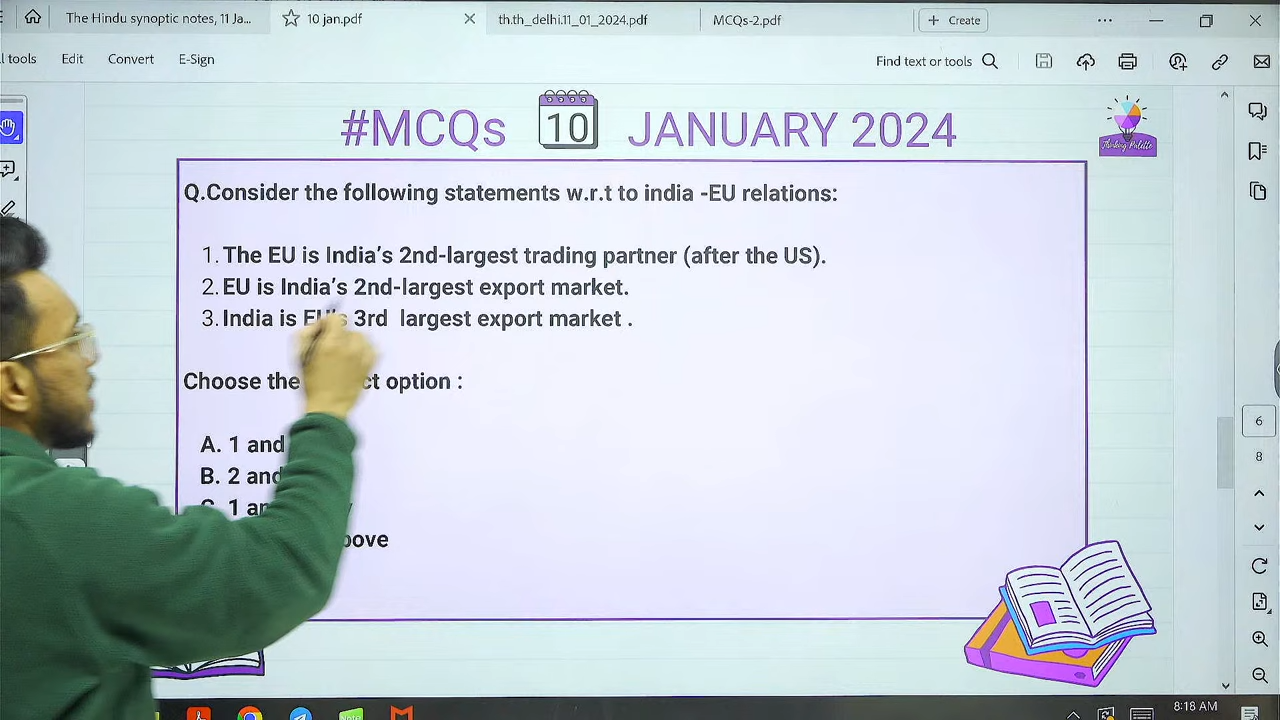 The Hindu synoptic notes, 11 Ja...
10 jan.pdf
th.th_delhi.11_01_2024.pdf
MCQs-2.pdf
+ Create
tools
Edit
Convert
E-Sign
Find text or tools
#MCQs 10 JANUARY 2024
Thinking Palette
Q.Consider the following statements w.r.t to india -EU relations:
1. The EU is India’s 2nd-largest trading partner (after the US).
2. EU is India’s 2nd-largest export market.
3. India is EU’s 3rd largest export market .
Choose the option :
A. 1 and
B. 2 and
C. 1
6
8
8:18 AM